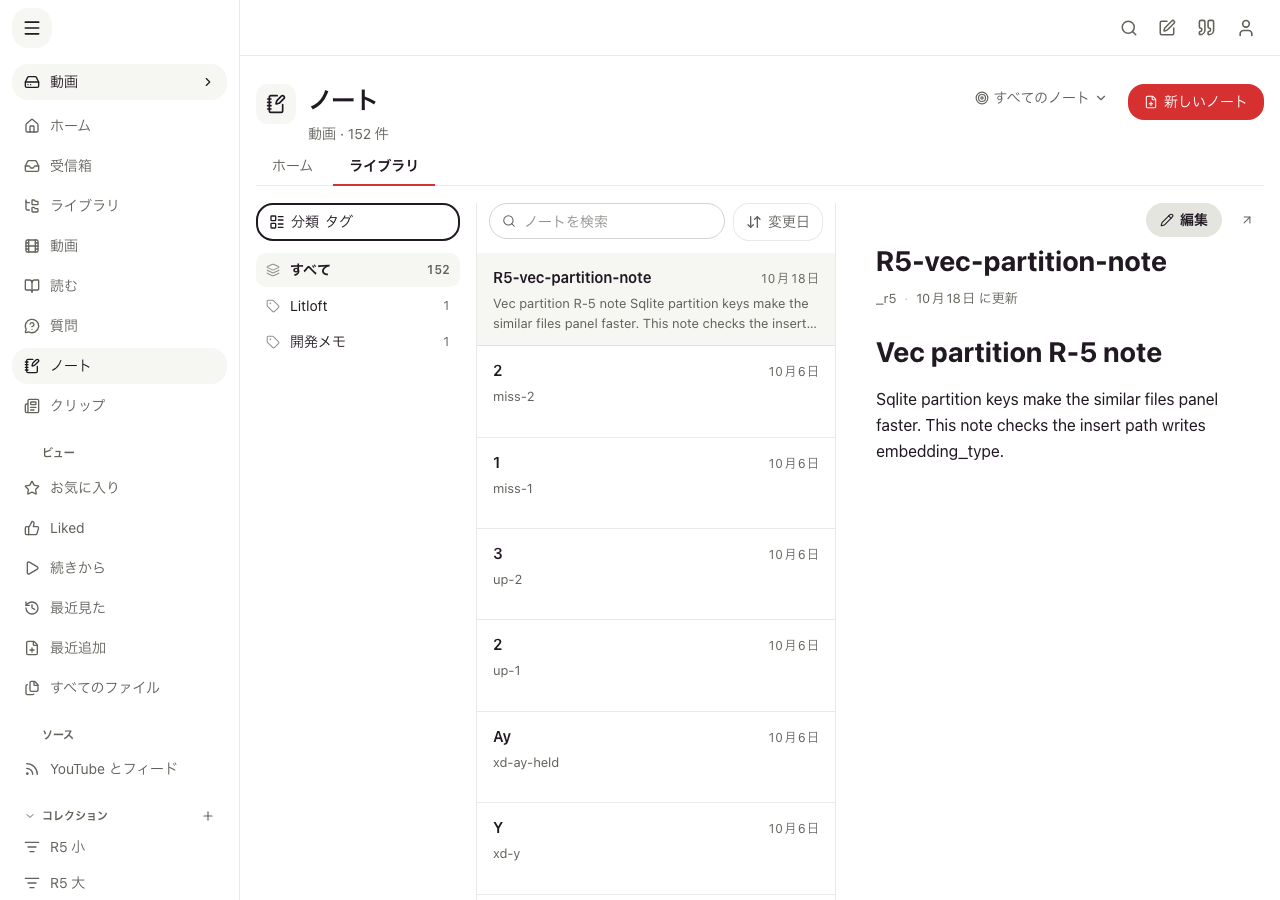 動画
ホーム
受信箱
ライブラリ
動画
読む
質問
ノート
クリップ
ビュー
お気に入り
Liked
続きから
最近見た
最近追加
すべてのファイル
ソース
YouTube とフィード
コレクション
R5 小
R5 大
ノート
動画 · 152 件
すべてのノート
新しいノート
ホーム
ライブラリ
分類 タグ
すべて 152
Litloft 1
開発メモ 1
ノートを検索
変更日
R5-vec-partition-note 10月18日
Vec partition R-5 note Sqlite partition keys make the
similar files panel faster. This note checks the insert…
2 10月6日
miss-2
1 10月6日
miss-1
3 10月6日
up-2
2 10月6日
up-1
Ay 10月6日
xd-ay-held
Y 10月6日
xd-y
編集
R5-vec-partition-note
_r5 · 10月18日 に更新
Vec partition R-5 note
Sqlite partition keys make the similar files panel
faster. This note checks the insert path writes
embedding_type.